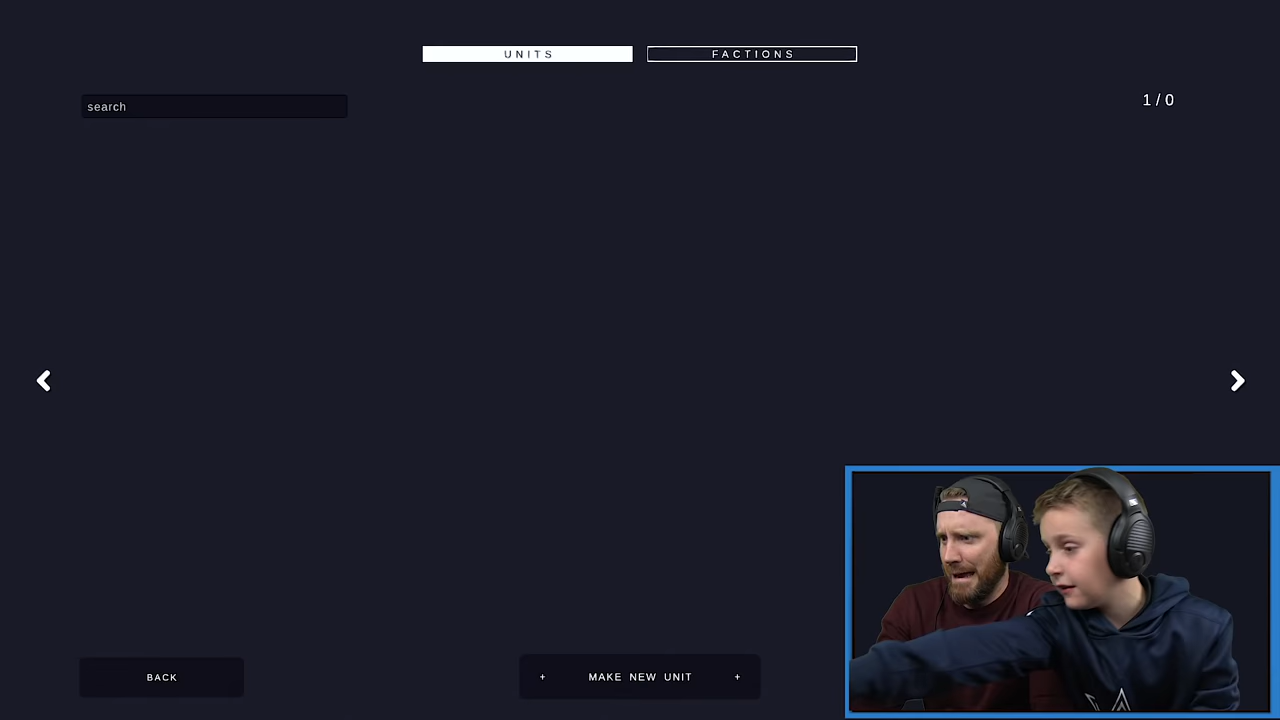 UNITS
FACTIONS
search
1 / 0
BACK
+ MAKE NEW UNIT +